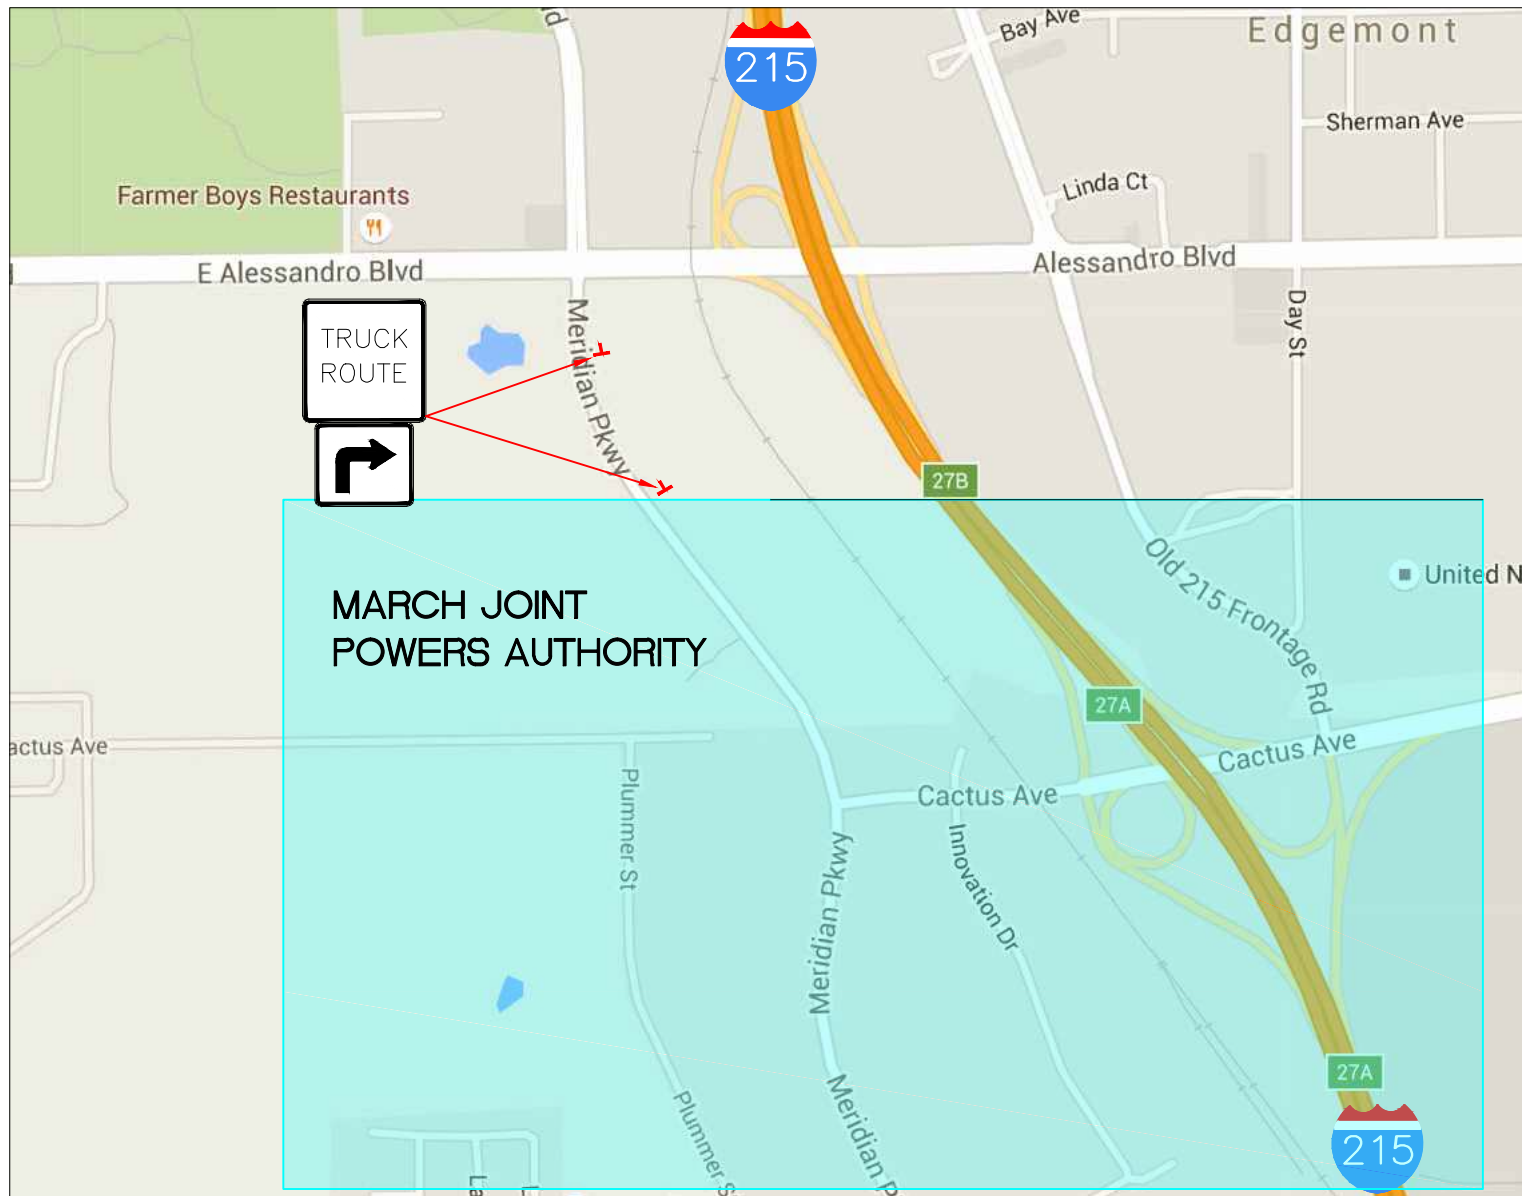 215
Bay Ave
Edgemont
Sherman Ave
Linda Ct
Farmer Boys Restaurants
E Alessandro Blvd
Alessandro Blvd
TRUCK
ROUTE
Meridian Pkwy
Day St
27B
MARCH JOINT
POWERS AUTHORITY
Old 215 Frontage Rd
United N
27A
actus Ave
Cactus Ave
Cactus Ave
Plummer St
Innovation Dr
Meridian Pkwy
27A
Meridian P
Plummer S
215
La